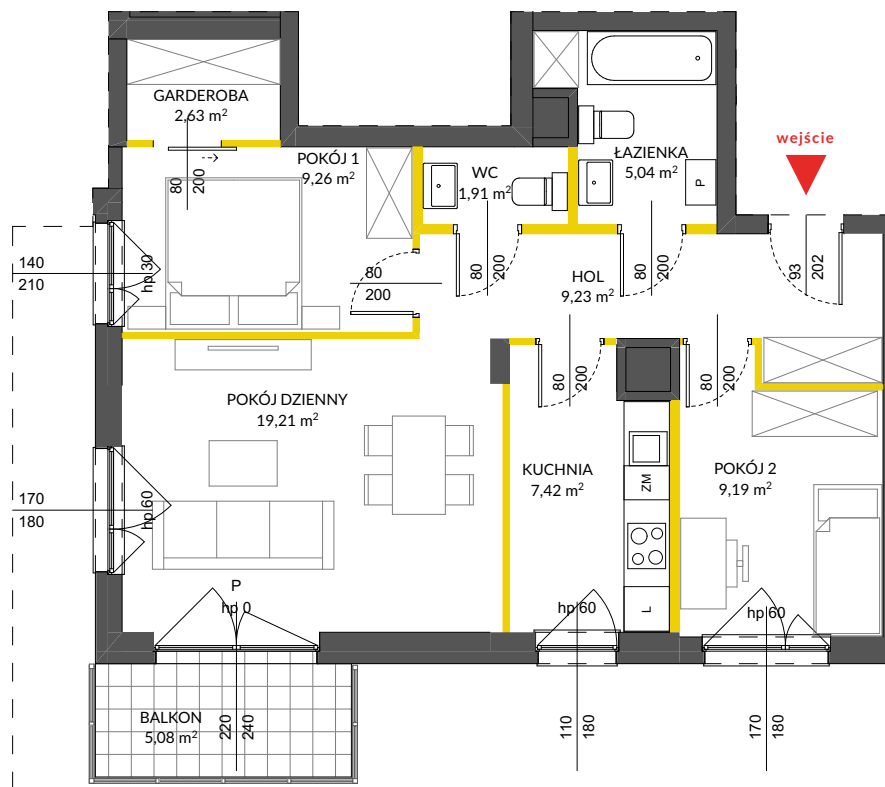 GARDEROBA
2,63 m²
80
200
POKÓJ 1
9,26 m²
WC
1,91 m²
ŁAZIENKA
5,04 m²
P
wejście
140
210
hp 30
80
200
80
200
HOL
9,23 m²
80
200
93
202
POKÓJ DZIENNY
19,21 m²
80
200
80
200
KUCHNIA
7,42 m²
ZM
POKÓJ 2
9,19 m²
170
180
hp 60
P
hp 0
hp 60
L
hp 60
BALKON
5,08 m²
220
240
110
180
170
180